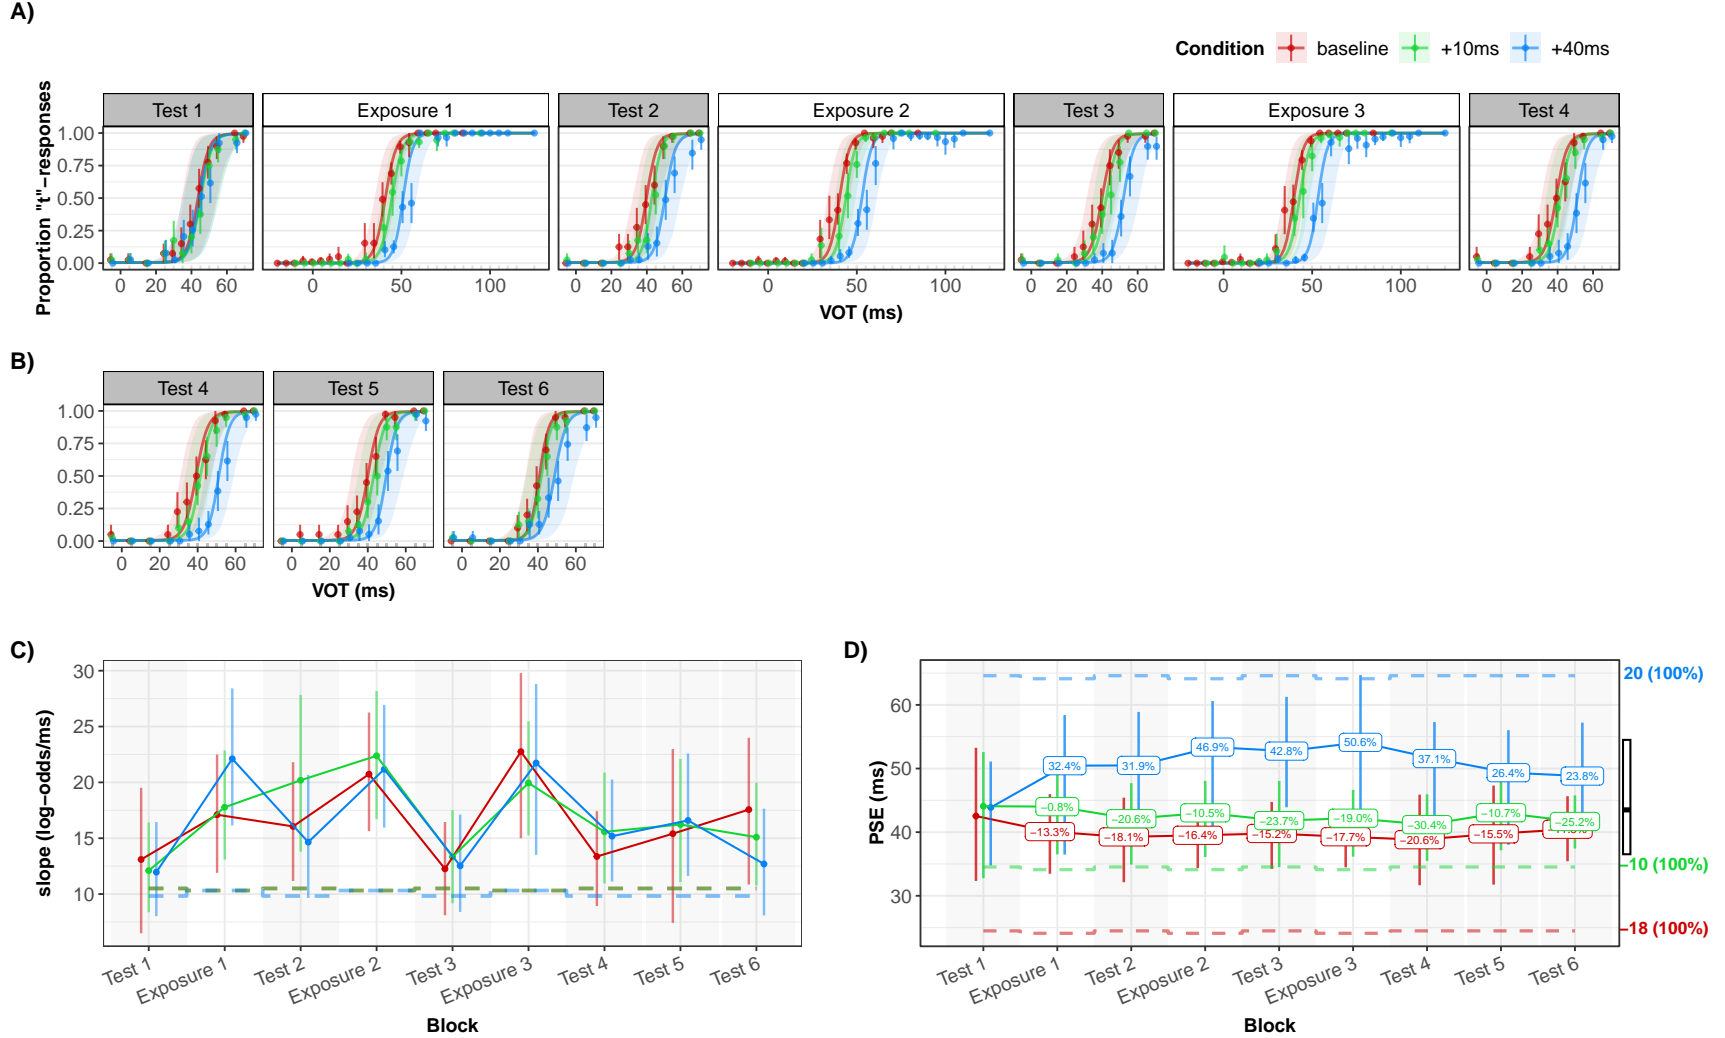 A)
Condition baseline +10ms +40ms
Test 1 Exposure 1 Test 2 Exposure 2 Test 3 Exposure 3 Test 4
Proportion "t"−responses
1.00
0.75
0.50
0.25
0.00
0 20 40 60 0 50 100 0 20 40 60 0 50 100 0 20 40 60 0 50 100 0 20 40 60
VOT (ms)
B)
Test 4 Test 5 Test 6
1.00
0.75
0.50
0.25
0.00
0 20 40 60 0 20 40 60 0 20 40 60
VOT (ms)
C)
slope (log−odds/ms)
30
25
20
15
10
Test 1 Exposure 1 Test 2 Exposure 2 Test 3 Exposure 3 Test 4 Test 5 Test 6
Block
D)
PSE (ms)
60
50
40
30
20 (100%)
−10 (100%)
−18 (100%)
32.4% 31.9% 46.9% 42.8% 50.6% 37.1% 26.4% 23.8%
−0.8% −20.6% −10.5% −23.7% −19.0% −30.4% −10.7% −25.2%
−13.3% −18.1% −16.4% −15.2% −17.7% −20.6% −15.5%
Test 1 Exposure 1 Test 2 Exposure 2 Test 3 Exposure 3 Test 4 Test 5 Test 6
Block